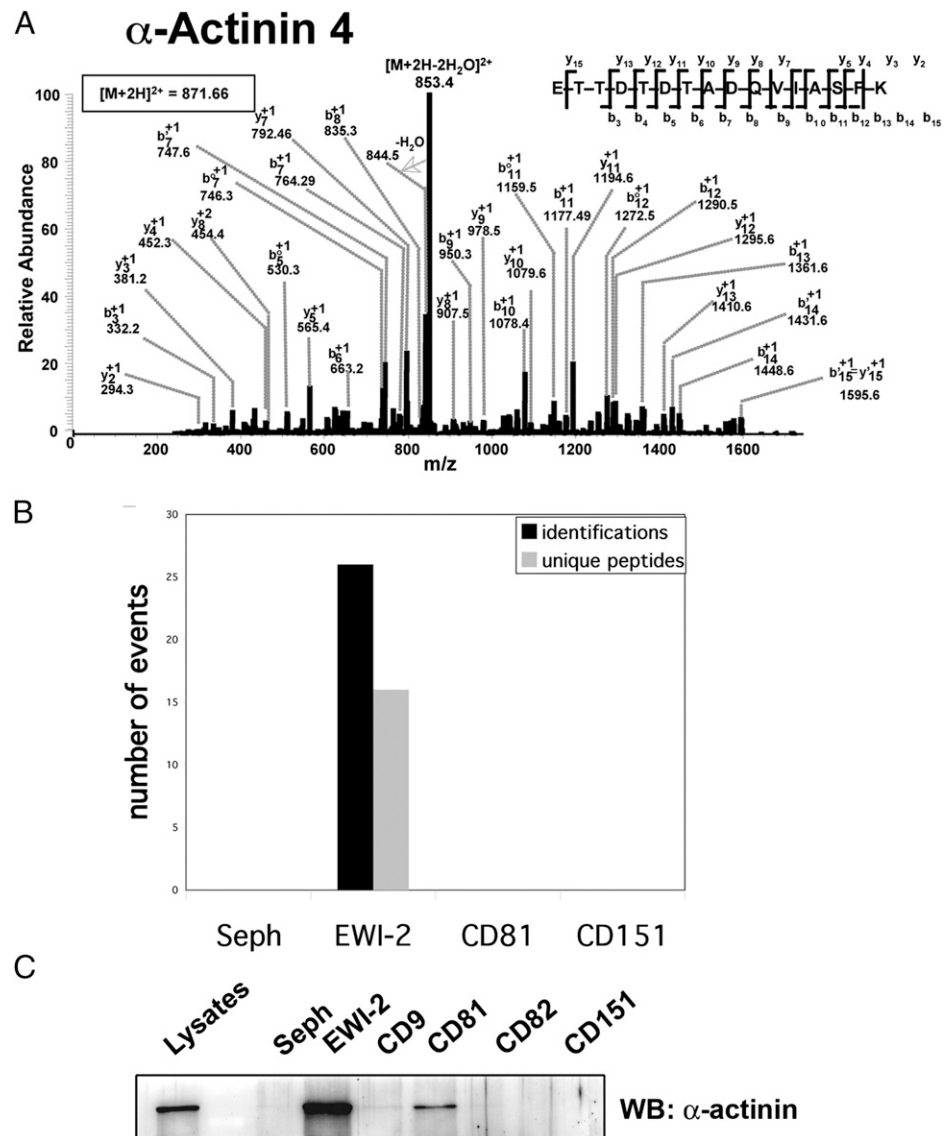 A
α-Actinin 4
[M+2H]²⁺ = 871.66
[M+2H-2H₂O]²⁺
853.4
-H₂O
844.5
y₁₅ y₁₃ y₁₂ y₁₁ y₁₀ y₉ y₈ y₇ y₅ y₄ y₃ y₂
E-T-T-D-T-D-T-A-D-Q-V-I-A-S-F-K
b₃ b₄ b₅ b₆ b₇ b₈ b₉ b₁₀ b₁₁ b₁₂ b₁₃ b₁₄ b₁₅
Relative Abundance
100
80
60
40
20
0
y₂⁺¹
294.3
b₃⁺¹
332.2
y₃⁺¹
381.2
y₄⁺¹
452.3
y₈⁺²
454.4
b°₅⁺¹
530.3
y₅⁺¹
565.4
b₆⁺¹
663.2
b°₇⁺¹
746.3
b'₇⁺¹
747.6
b₇⁺¹
764.29
y₇⁺¹
792.46
b°₈⁺¹
835.3
y₈⁺¹
907.5
b₉⁺¹
950.3
y₉⁺¹
978.5
b₁₀⁺¹
1078.4
y₁₀⁺¹
1079.6
b°₁₁⁺¹
1159.5
b₁₁⁺¹
1177.49
y₁₁⁺¹
1194.6
b°₁₂⁺¹
1272.5
b₁₂⁺¹
1290.5
y₁₂⁺¹
1295.6
b₁₃⁺¹
1361.6
y₁₃⁺¹
1410.6
b'₁₄⁺¹
1431.6
b₁₄⁺¹
1448.6
b'₁₅⁺¹=y'₁₅⁺¹
1595.6
0 200 400 600 800 1000 1200 1400 1600
m/z
B
number of events
30
25
20
15
10
5
0
identifications
unique peptides
Seph EWI-2 CD81 CD151
C
Lysates Seph EWI-2 CD9 CD81 CD82 CD151
WB: α-actinin